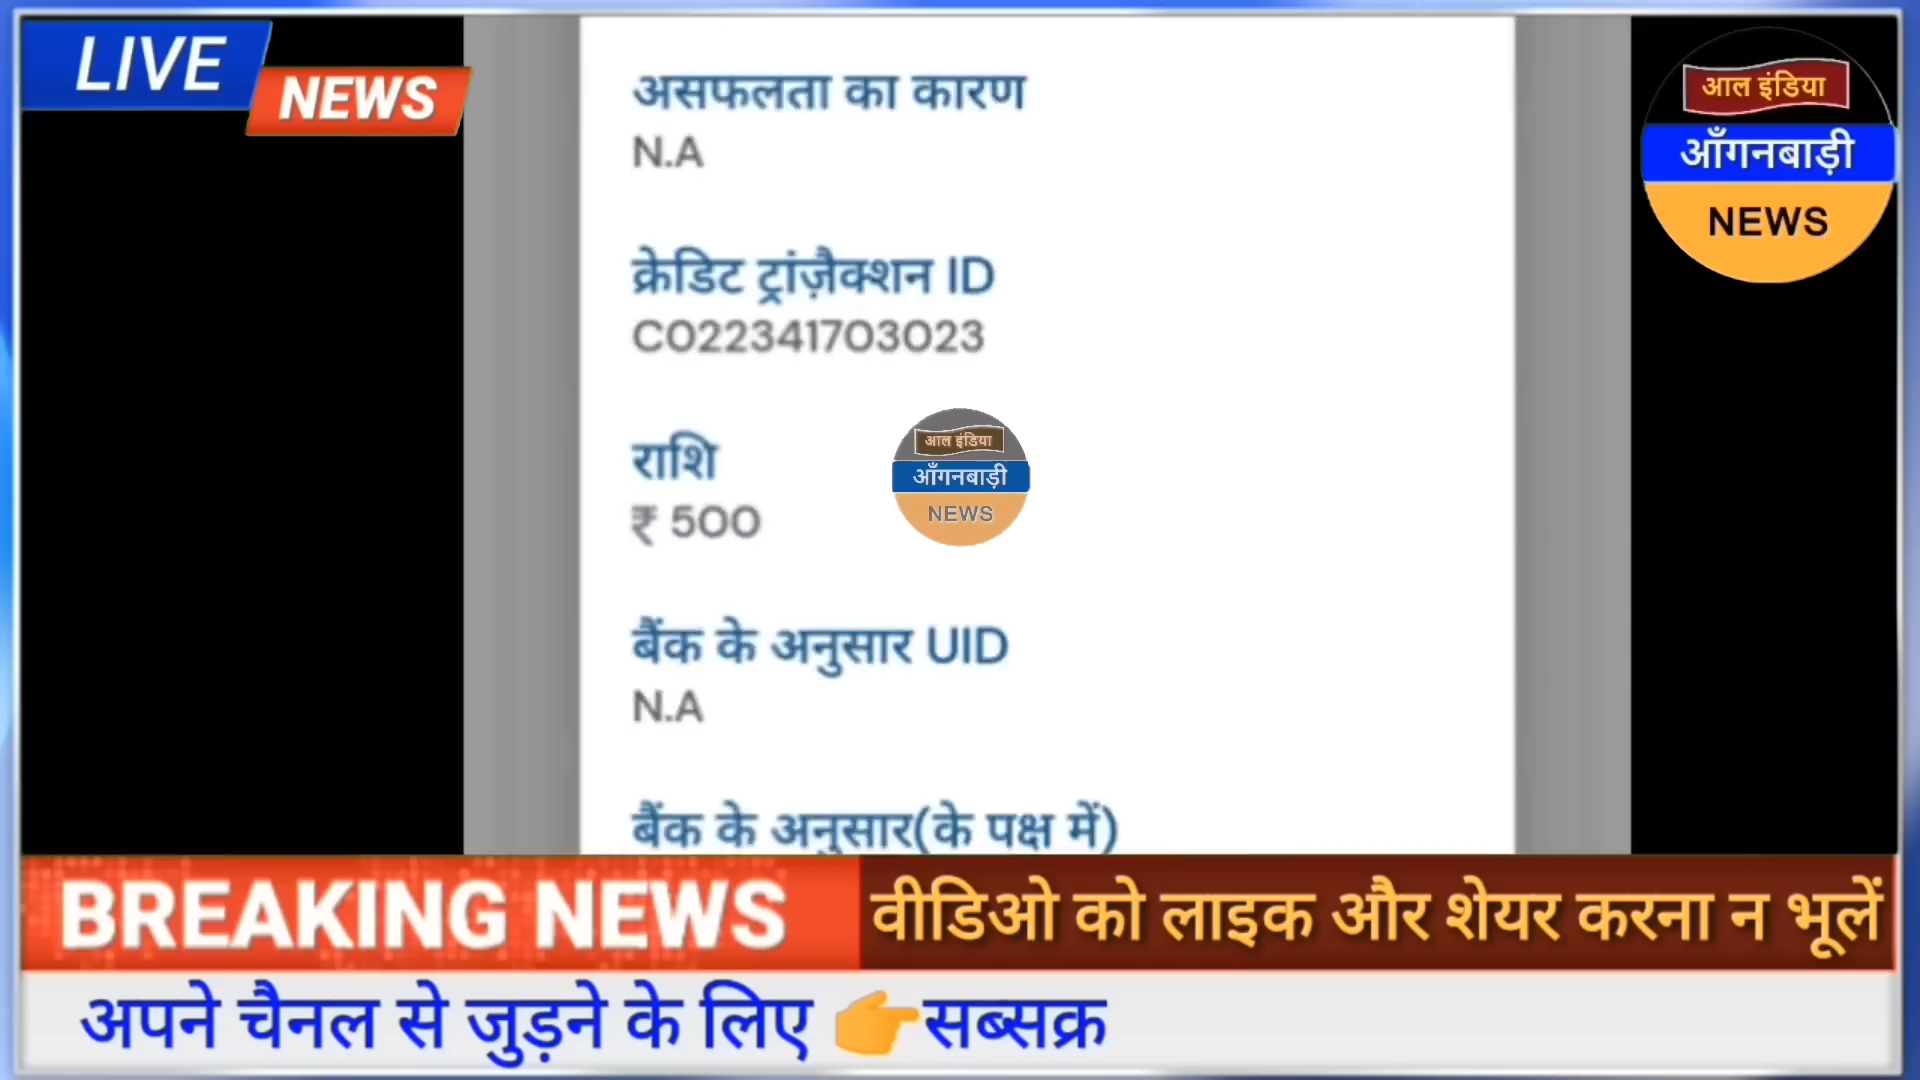 LIVE
NEWS
आल इंडिया
आँगनबाड़ी
NEWS
असफलता का कारण
N.A
क्रेडिट ट्रांज़ैक्शन ID
C022341703023
राशि
₹ 500
आल इंडिया
आँगनबाड़ी
NEWS
बैंक के अनुसार UID
N.A
बैंक के अनुसार(के पक्ष में)
BREAKING NEWS
वीडिओ को लाइक और शेयर करना न भूलें
अपने चैनल से जुड़ने के लिए 👉सब्सक्र